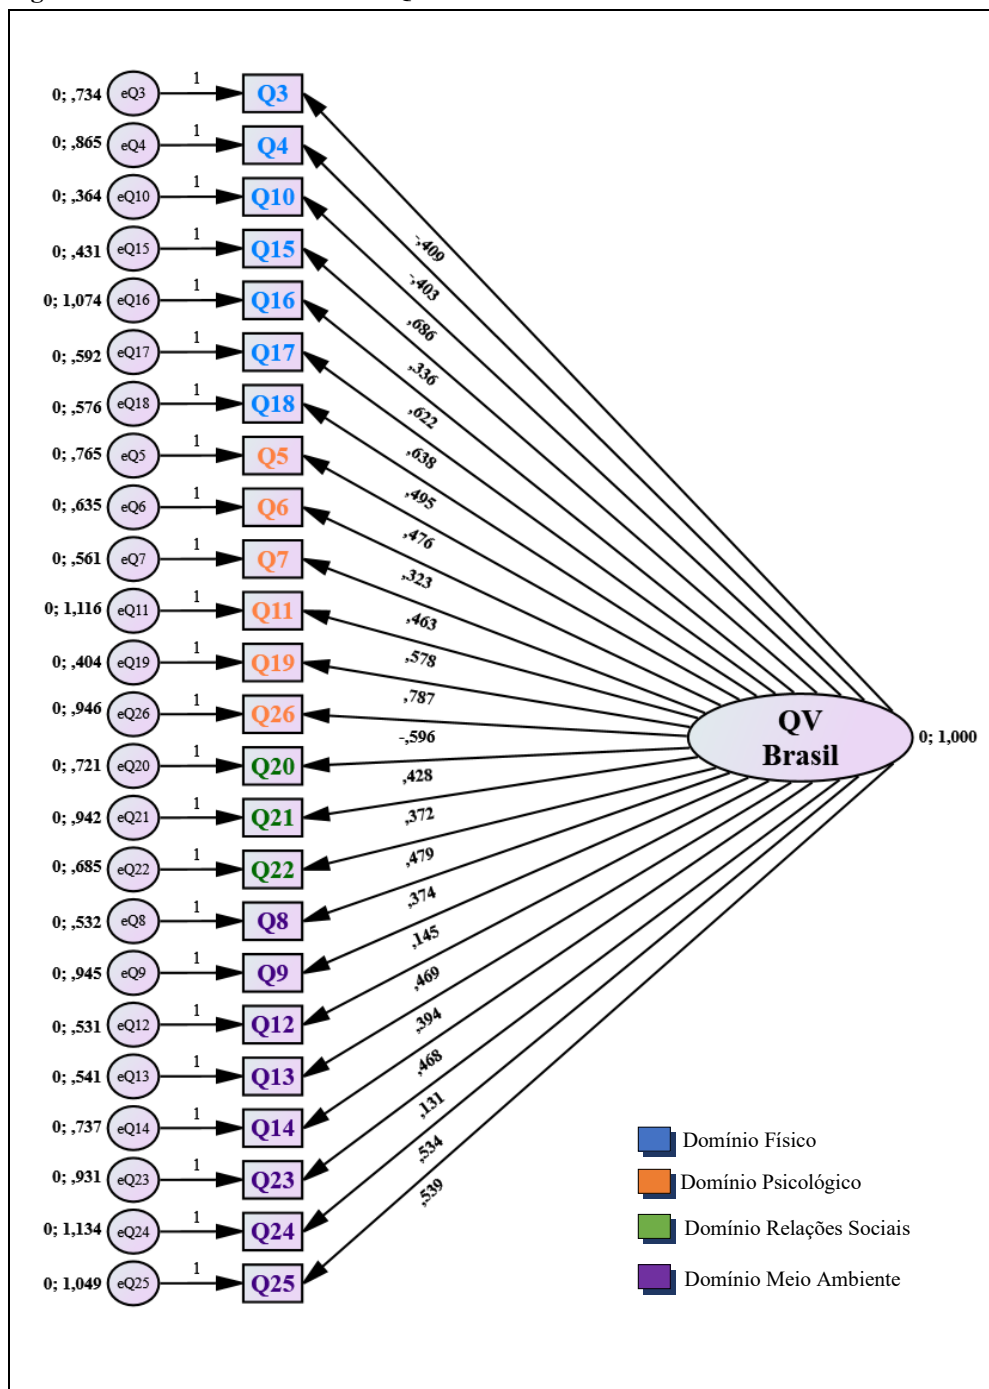 0; ,734 eQ3 1 Q3
0; ,865 eQ4 1 Q4
0; ,364 eQ10 1 Q10
0; ,431 eQ15 1 Q15
0; 1,074 eQ16 1 Q16
0; ,592 eQ17 1 Q17
0; ,576 eQ18 1 Q18
0; ,765 eQ5 1 Q5
0; ,635 eQ6 1 Q6
0; ,561 eQ7 1 Q7
0; 1,116 eQ11 1 Q11
0; ,404 eQ19 1 Q19
0; ,946 eQ26 1 Q26
0; ,721 eQ20 1 Q20
0; ,942 eQ21 1 Q21
0; ,685 eQ22 1 Q22
0; ,532 eQ8 1 Q8
0; ,945 eQ9 1 Q9
0; ,531 eQ12 1 Q12
0; ,541 eQ13 1 Q13
0; ,737 eQ14 1 Q14
0; ,931 eQ23 1 Q23
0; 1,134 eQ24 1 Q24
0; 1,049 eQ25 1 Q25
-,409
-,403
,686
,336
,622
,638
,495
,476
,323
,463
,578
,787
-,596
,428
,372
,479
,374
,145
,469
,394
,468
,131
,534
,539
QV
Brasil
0; 1,000
Domínio Físico
Domínio Psicológico
Domínio Relações Sociais
Domínio Meio Ambiente